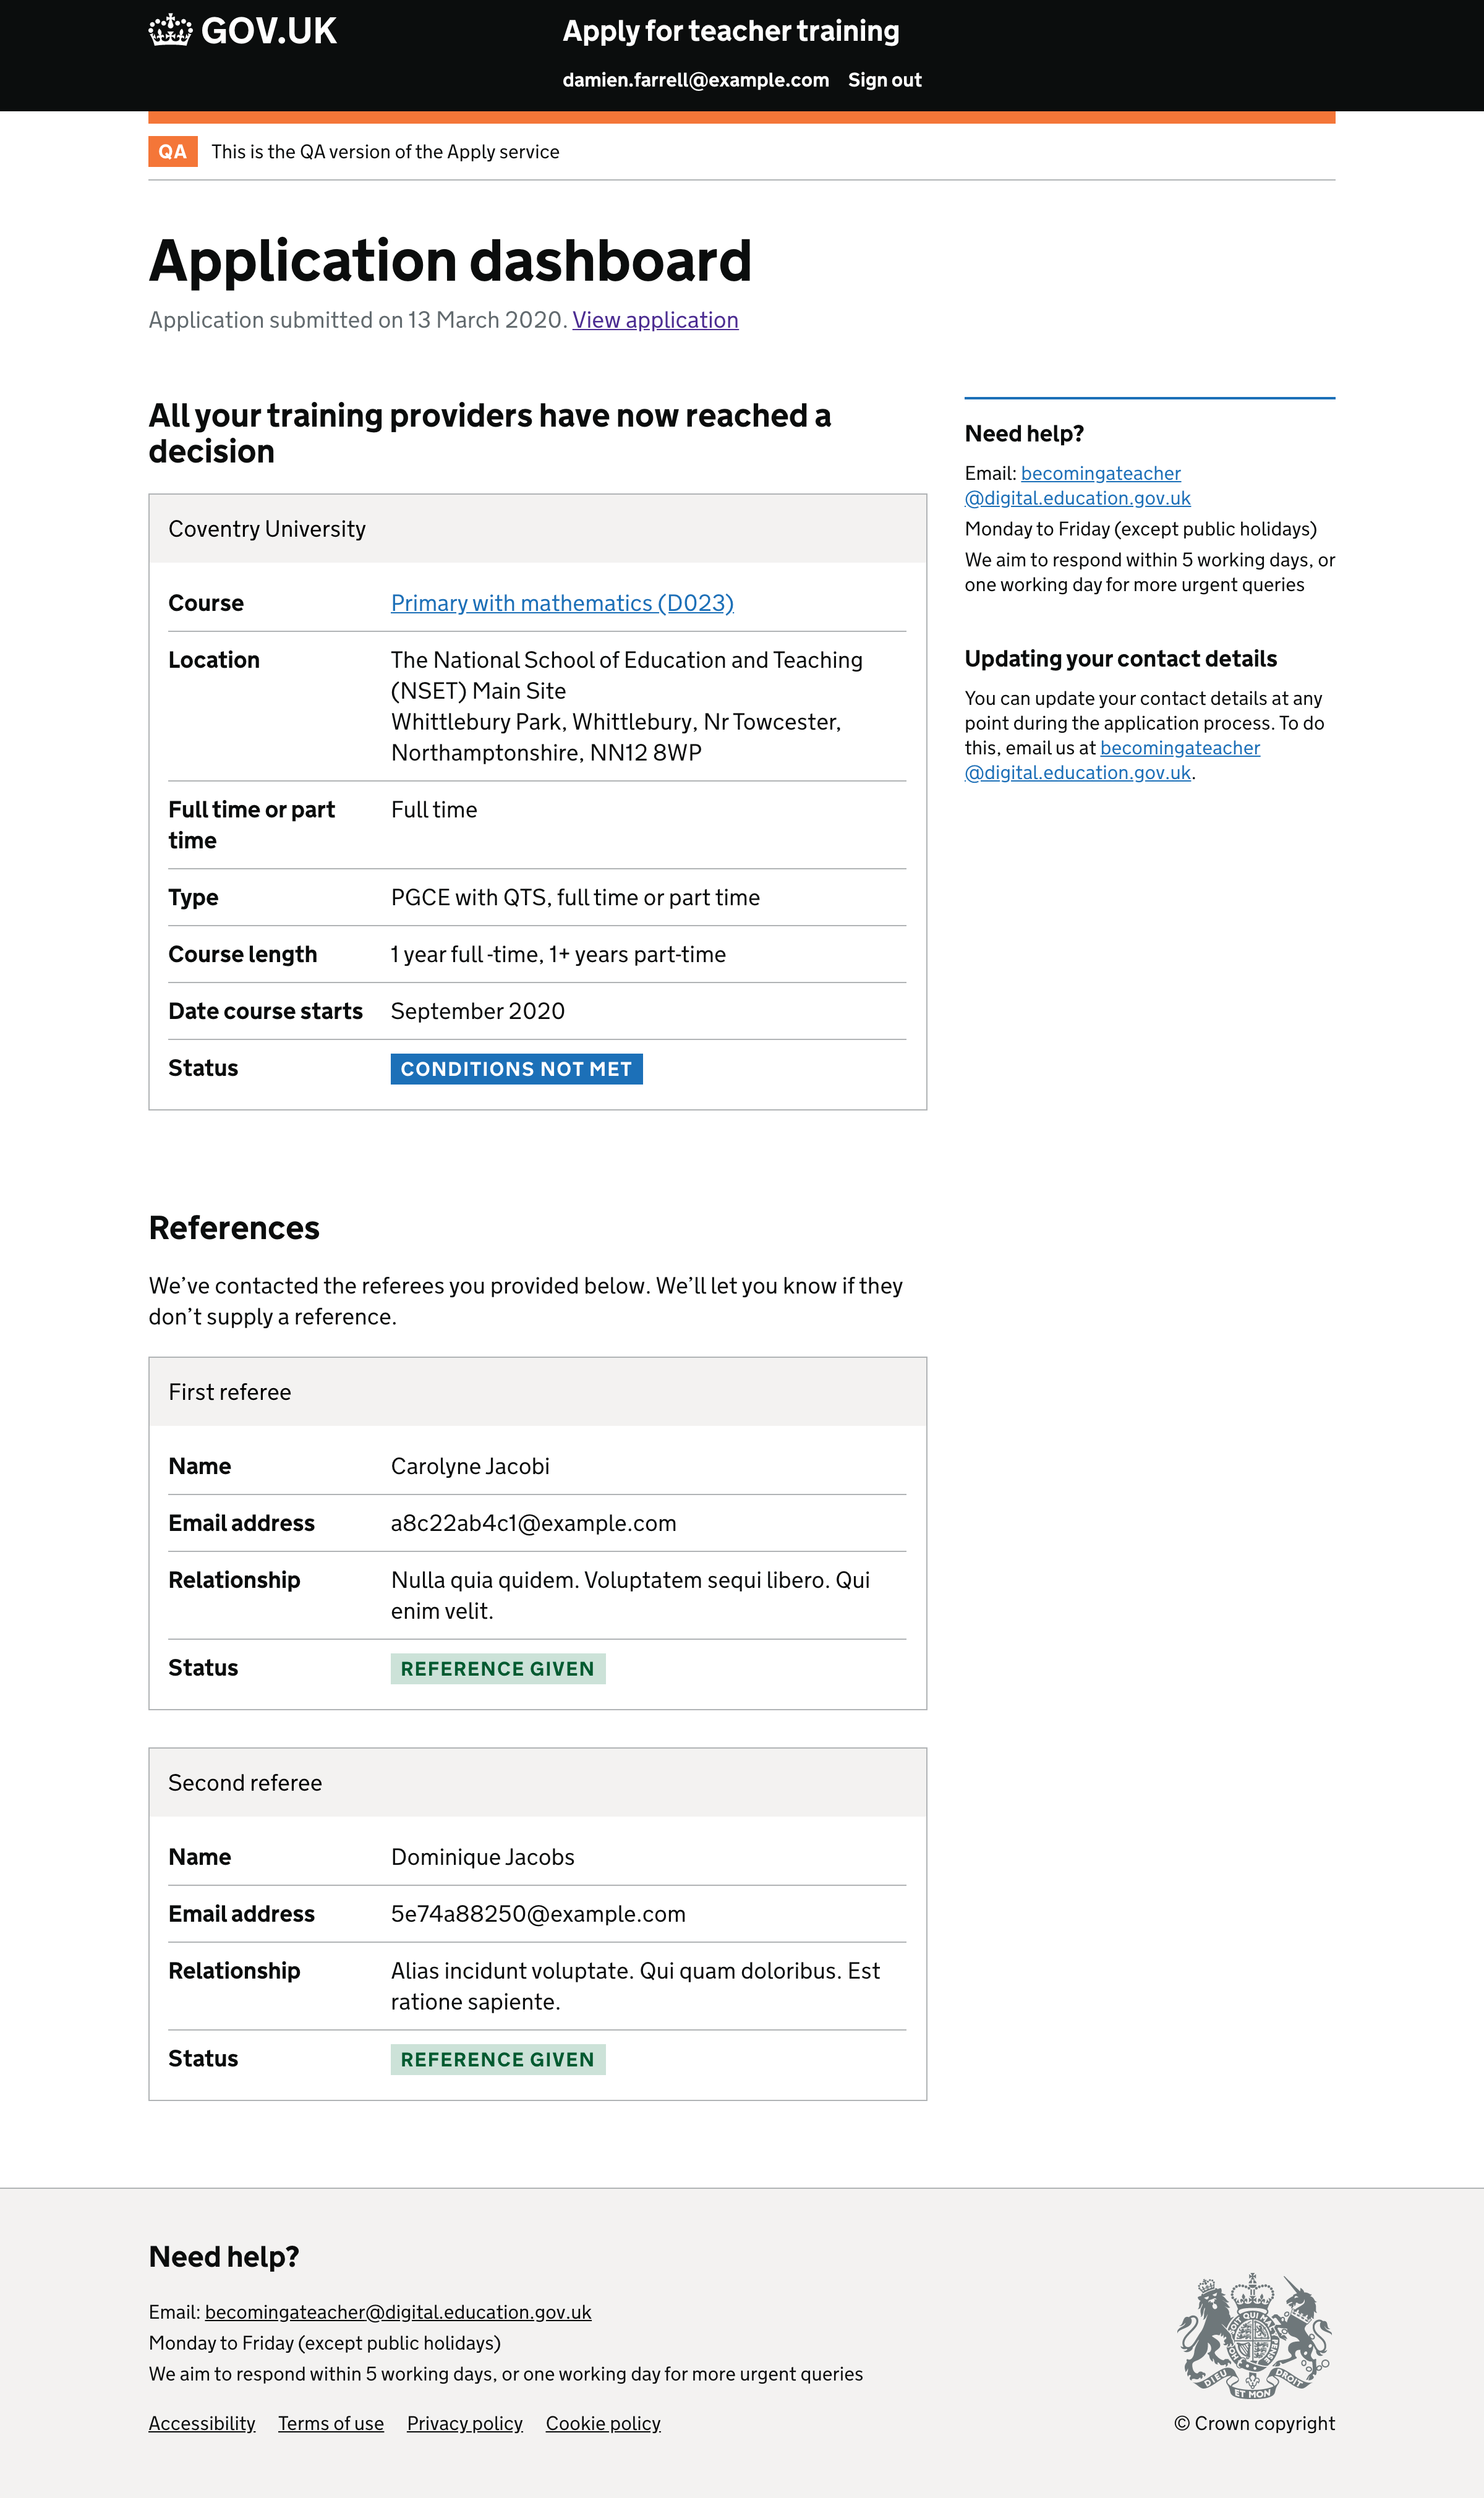 GOV.UK
Apply for teacher training
damien.farrell@example.com Sign out
QA This is the QA version of the Apply service
Application dashboard
Application submitted on 13 March 2020. View application
All your training providers have now reached a
decision
Coventry University
Course Primary with mathematics (D023)
Location The National School of Education and Teaching
(NSET) Main Site
Whittlebury Park, Whittlebury, Nr Towcester,
Northamptonshire, NN12 8WP
Full time or part
time
Full time
Type PGCE with QTS, full time or part time
Course length 1 year full -time, 1+ years part-time
Date course starts September 2020
Status CONDITIONS NOT MET
Need help?
Email: becomingateacher
@digital.education.gov.uk
Monday to Friday (except public holidays)
We aim to respond within 5 working days, or
one working day for more urgent queries
Updating your contact details
You can update your contact details at any
point during the application process. To do
this, email us at becomingateacher
@digital.education.gov.uk.
References
We’ve contacted the referees you provided below. We’ll let you know if they
don’t supply a reference.
First referee
Name Carolyne Jacobi
Email address a8c22ab4c1@example.com
Relationship Nulla quia quidem. Voluptatem sequi libero. Qui
enim velit.
Status REFERENCE GIVEN
Second referee
Name Dominique Jacobs
Email address 5e74a88250@example.com
Relationship Alias incidunt voluptate. Qui quam doloribus. Est
ratione sapiente.
Status REFERENCE GIVEN
Need help?
Email: becomingateacher@digital.education.gov.uk
Monday to Friday (except public holidays)
We aim to respond within 5 working days, or one working day for more urgent queries
Accessibility Terms of use Privacy policy Cookie policy
DIEU ET MON DROIT
© Crown copyright